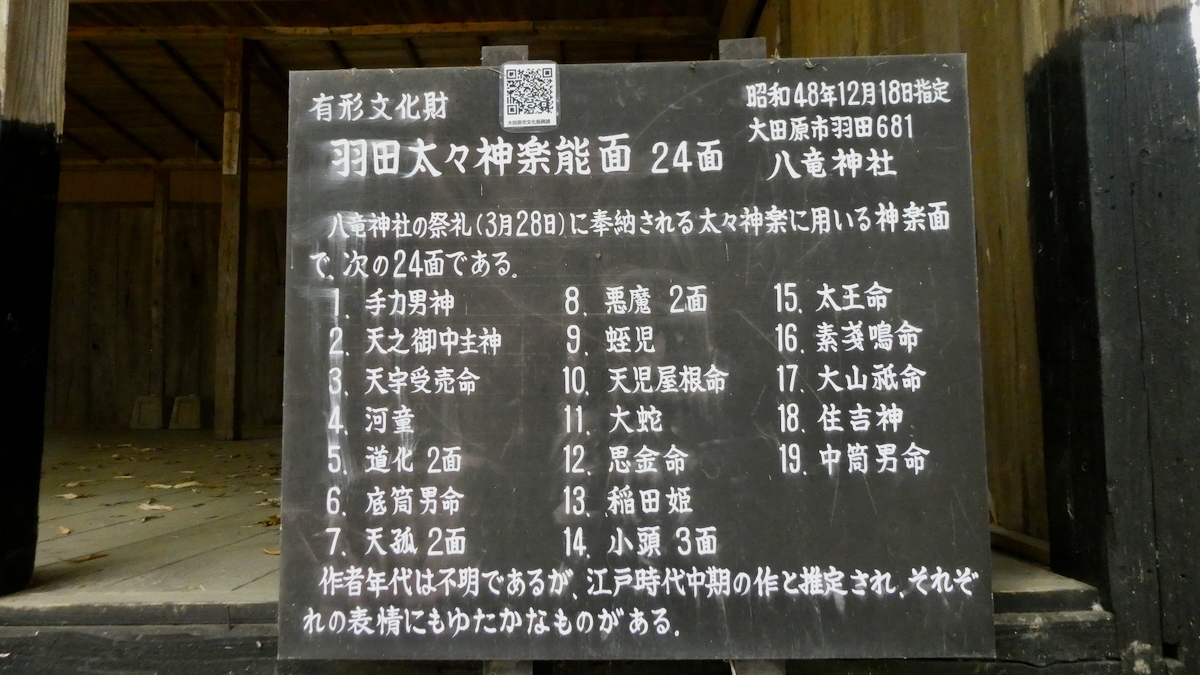 有形文化財
大田原市文化振興課
昭和48年12月18日指定
大田原市羽田681
八竜神社
羽田太々神楽能面 24面
八竜神社の祭礼(3月28日)に奉納される太々神楽に用いる神楽面
で、次の24面である。
1. 手力男神
2. 天之御中主神
3. 天宇受売命
4. 河童
5. 道化 2面
6. 底筒男命
7. 天孤 2面
8. 悪魔 2面
9. 蛭児
10. 天児屋根命
11. 大蛇
12. 思金命
13. 稲田姫
14. 小頭 3面
15. 太王命
16. 素戔鳴命
17. 大山祇命
18. 住吉神
19. 中筒男命
作者年代は不明であるが、江戸時代中期の作と推定され、それぞ
れの表情にもゆたかなものがある。